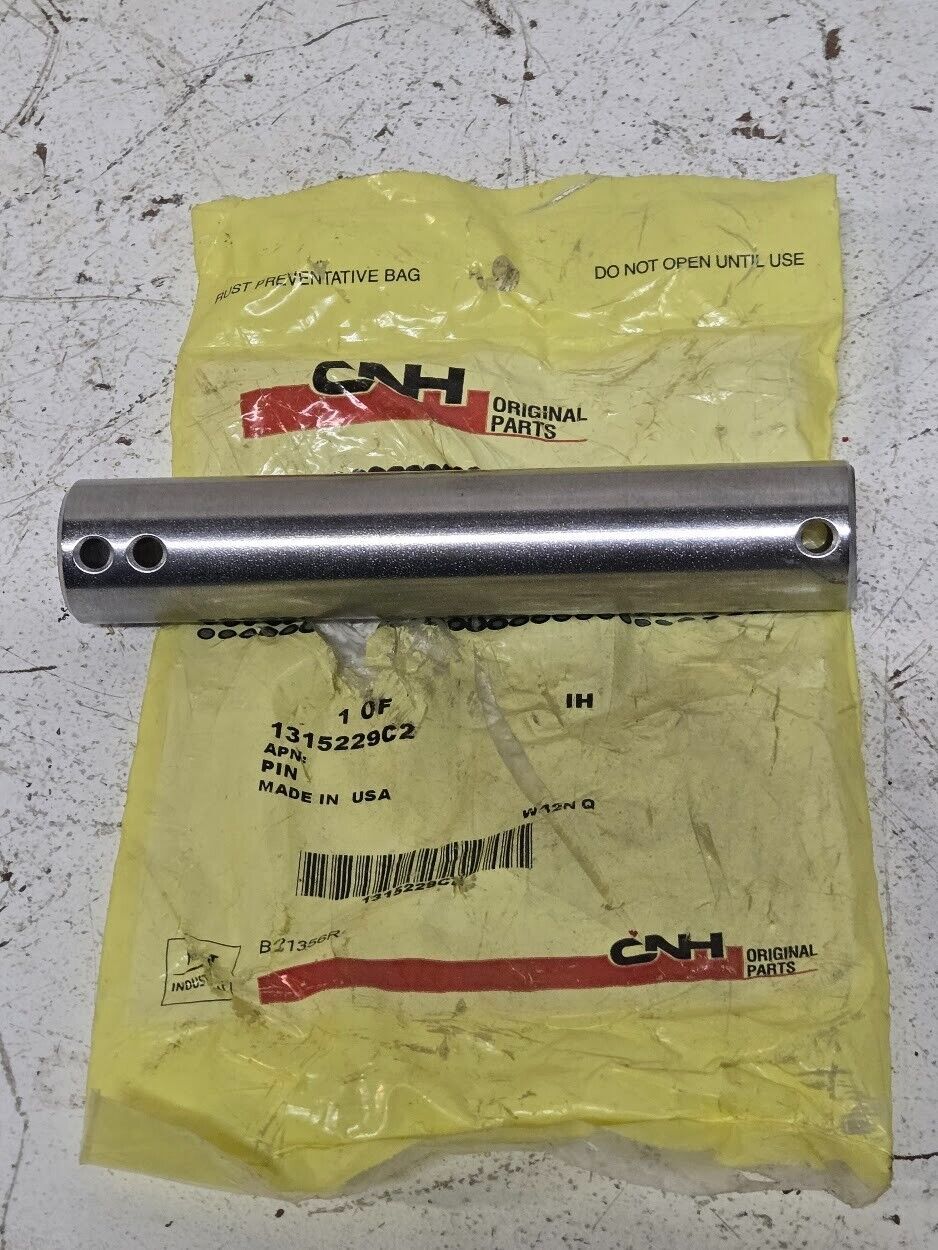 RUST PREVENTATIVE BAG
DO NOT OPEN UNTIL USE
CNH
ORIGINAL
PARTS
1 OF
IH
1315229C2
APN:
PIN
MADE IN USA
Q
1315229C2
CNH
ORIGINAL
PARTS